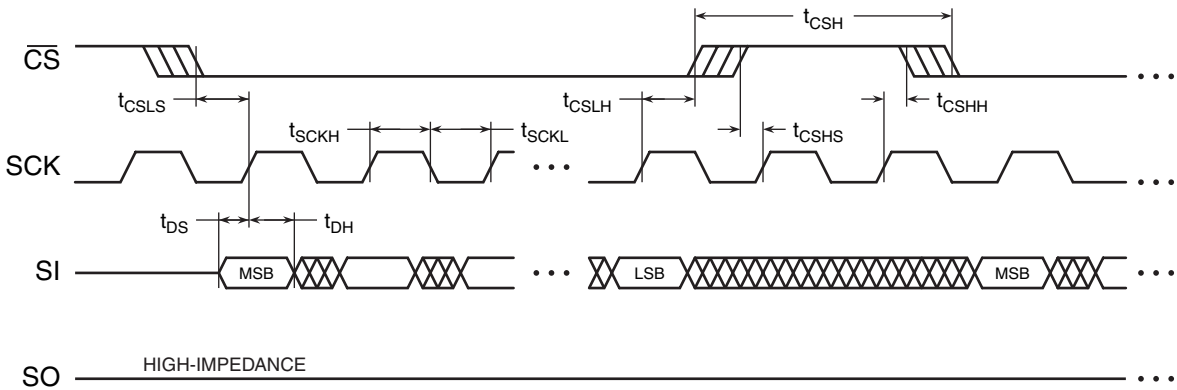 tCSH
CS
tCSLS
tCSLH
tCSHH
tSCKH
tSCKL
tCSHS
SCK
tDS
tDH
SI
MSB
LSB
MSB
HIGH-IMPEDANCE
SO